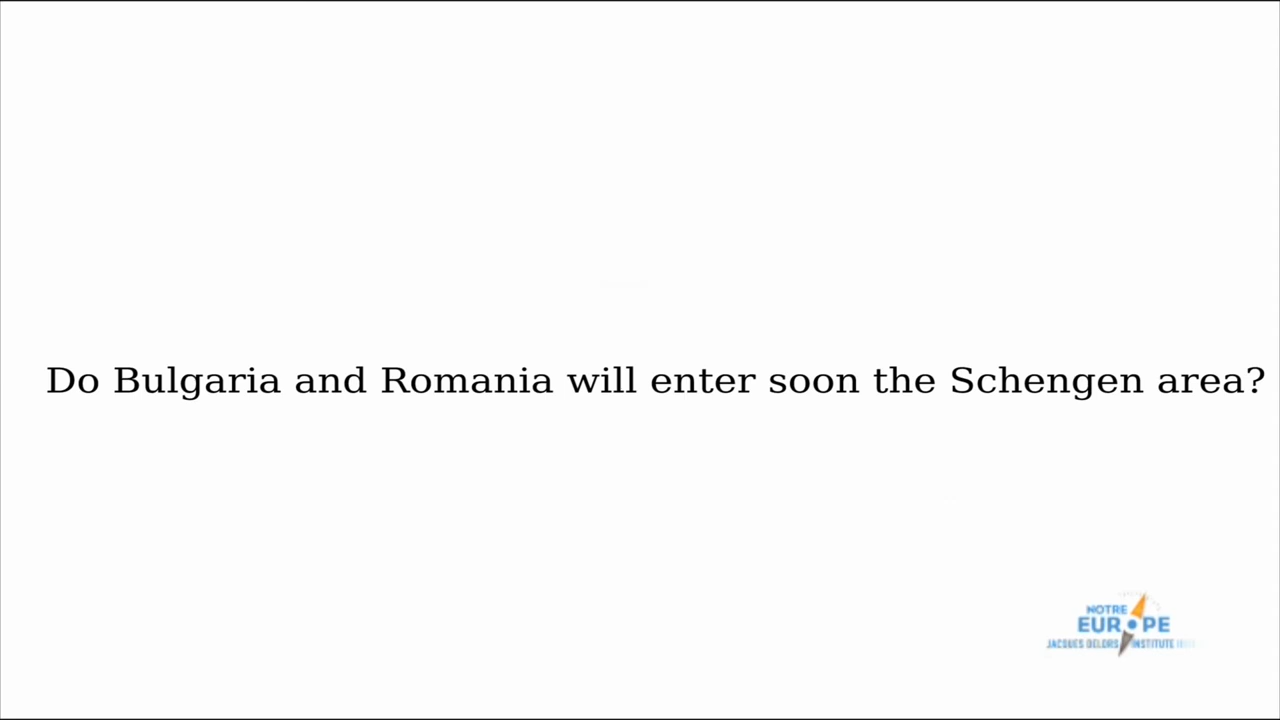 Do Bulgaria and Romania will enter soon the Schengen area?
NOTRE
EUROPE
JACQUES DELORS INSTITUTE